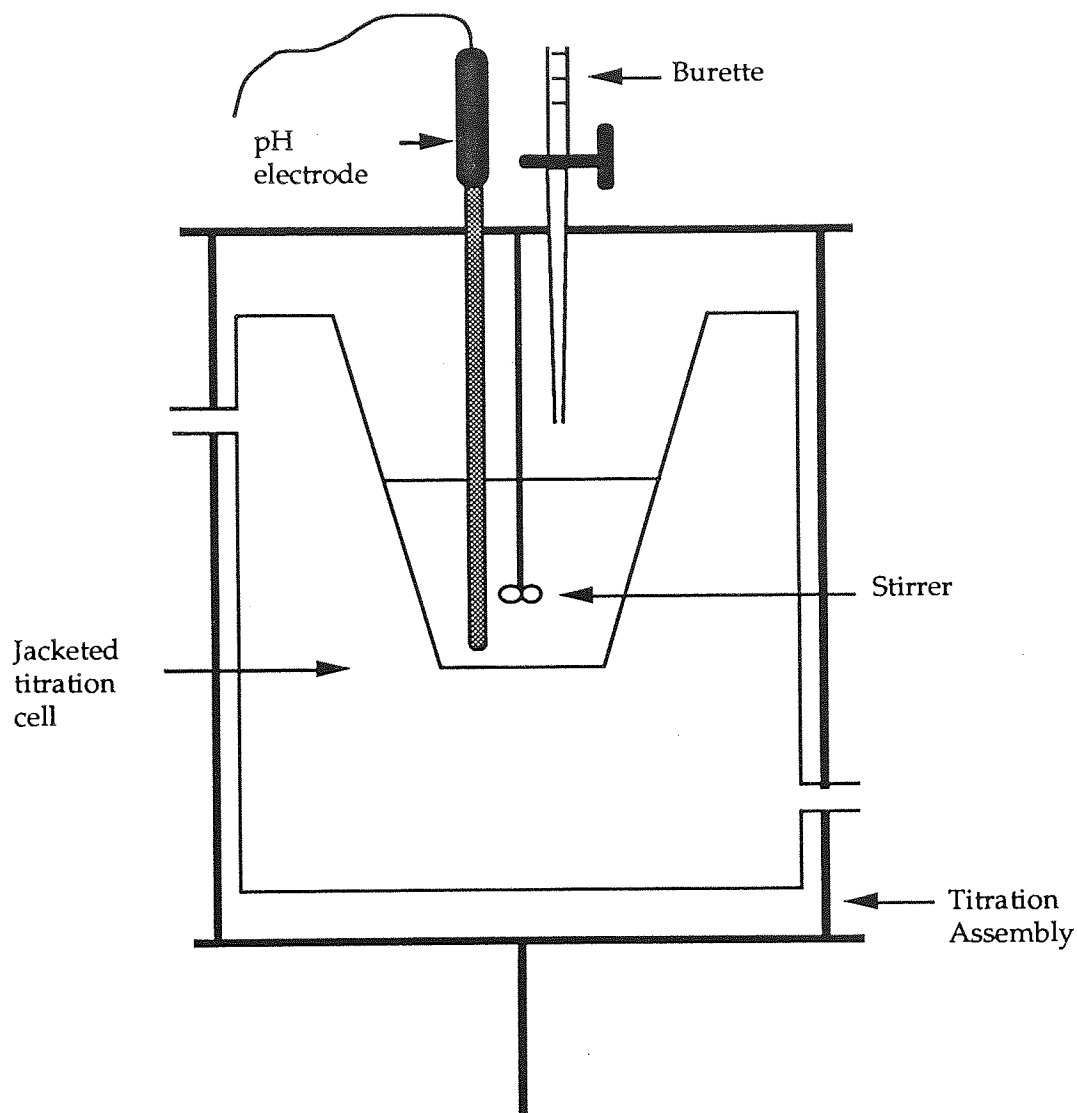 Burette
pH
electrode
Stirrer
Jacketed
titration
cell
Titration
Assembly